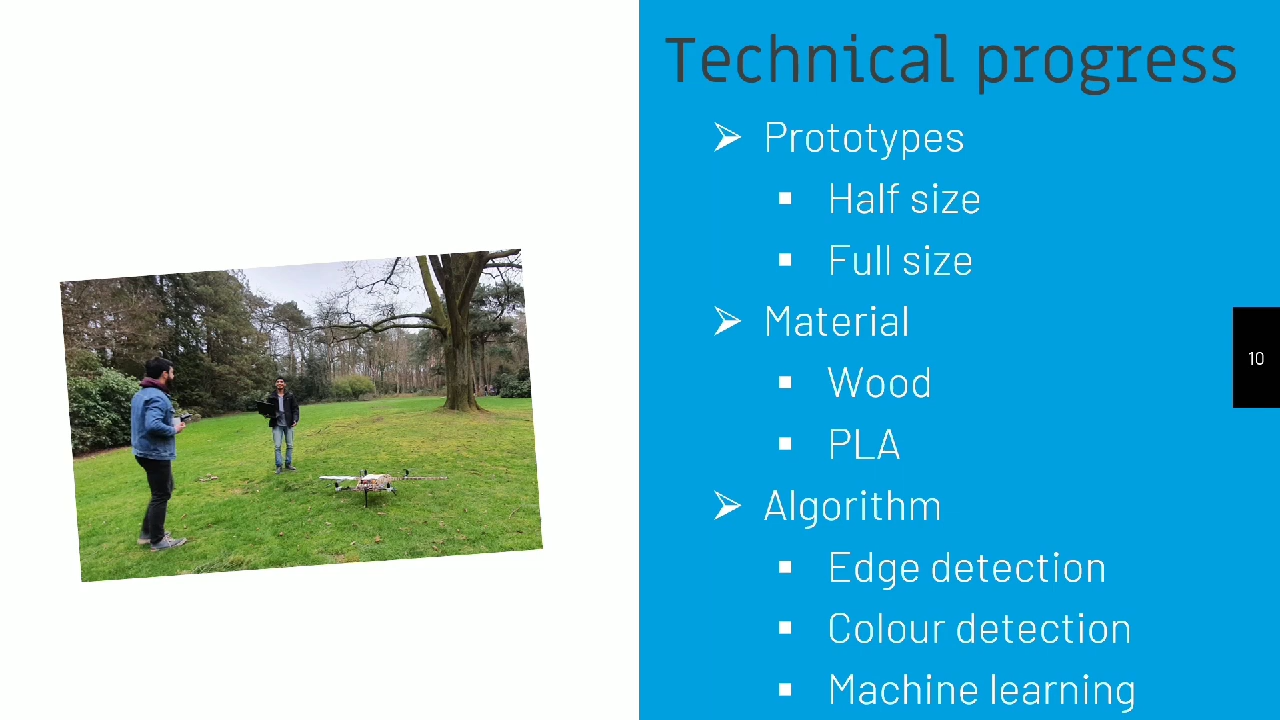 Technical progress
Prototypes
Half size
Full size
Material
Wood
PLA
Algorithm
Edge detection
Colour detection
Machine learning
10